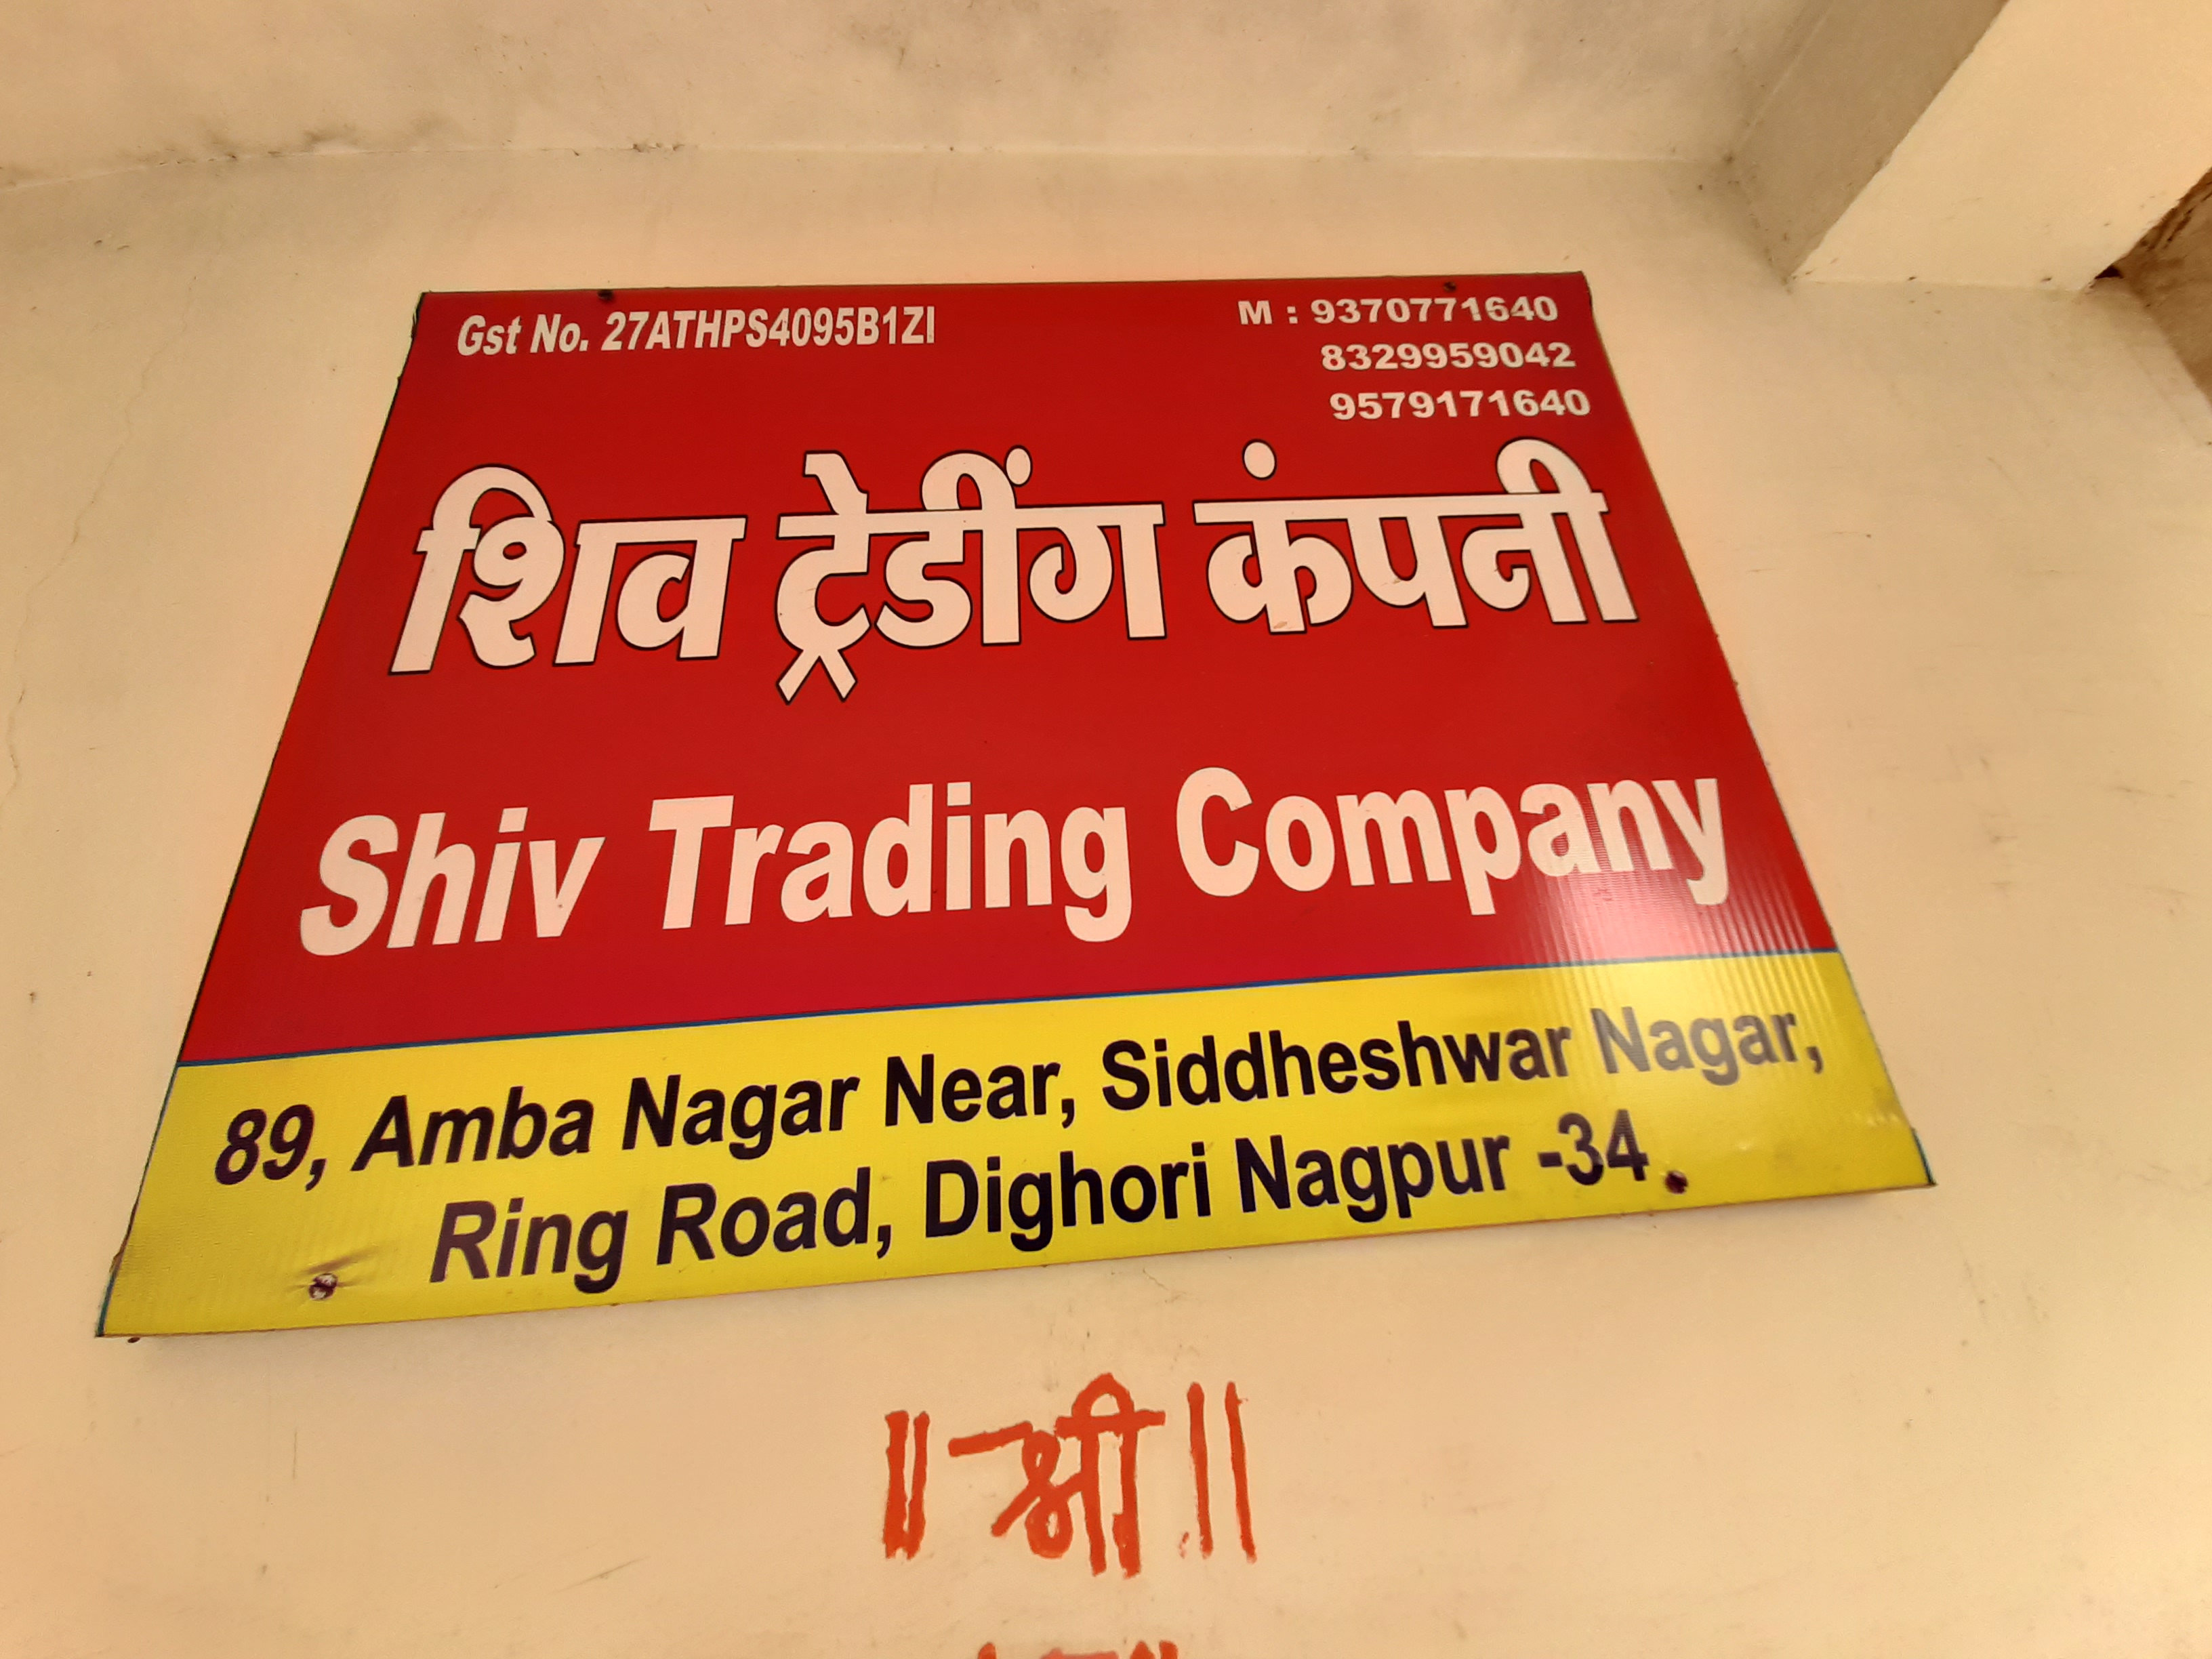 Gst No. 27ATHPS4095B1ZI
M : 9370771640
8329959042
9579171640
शिव ट्रेडींग कंपनी
Shiv Trading Company
89, Amba Nagar Near, Siddheshwar Nagar,
Ring Road, Dighori Nagpur -34
॥ श्री ॥